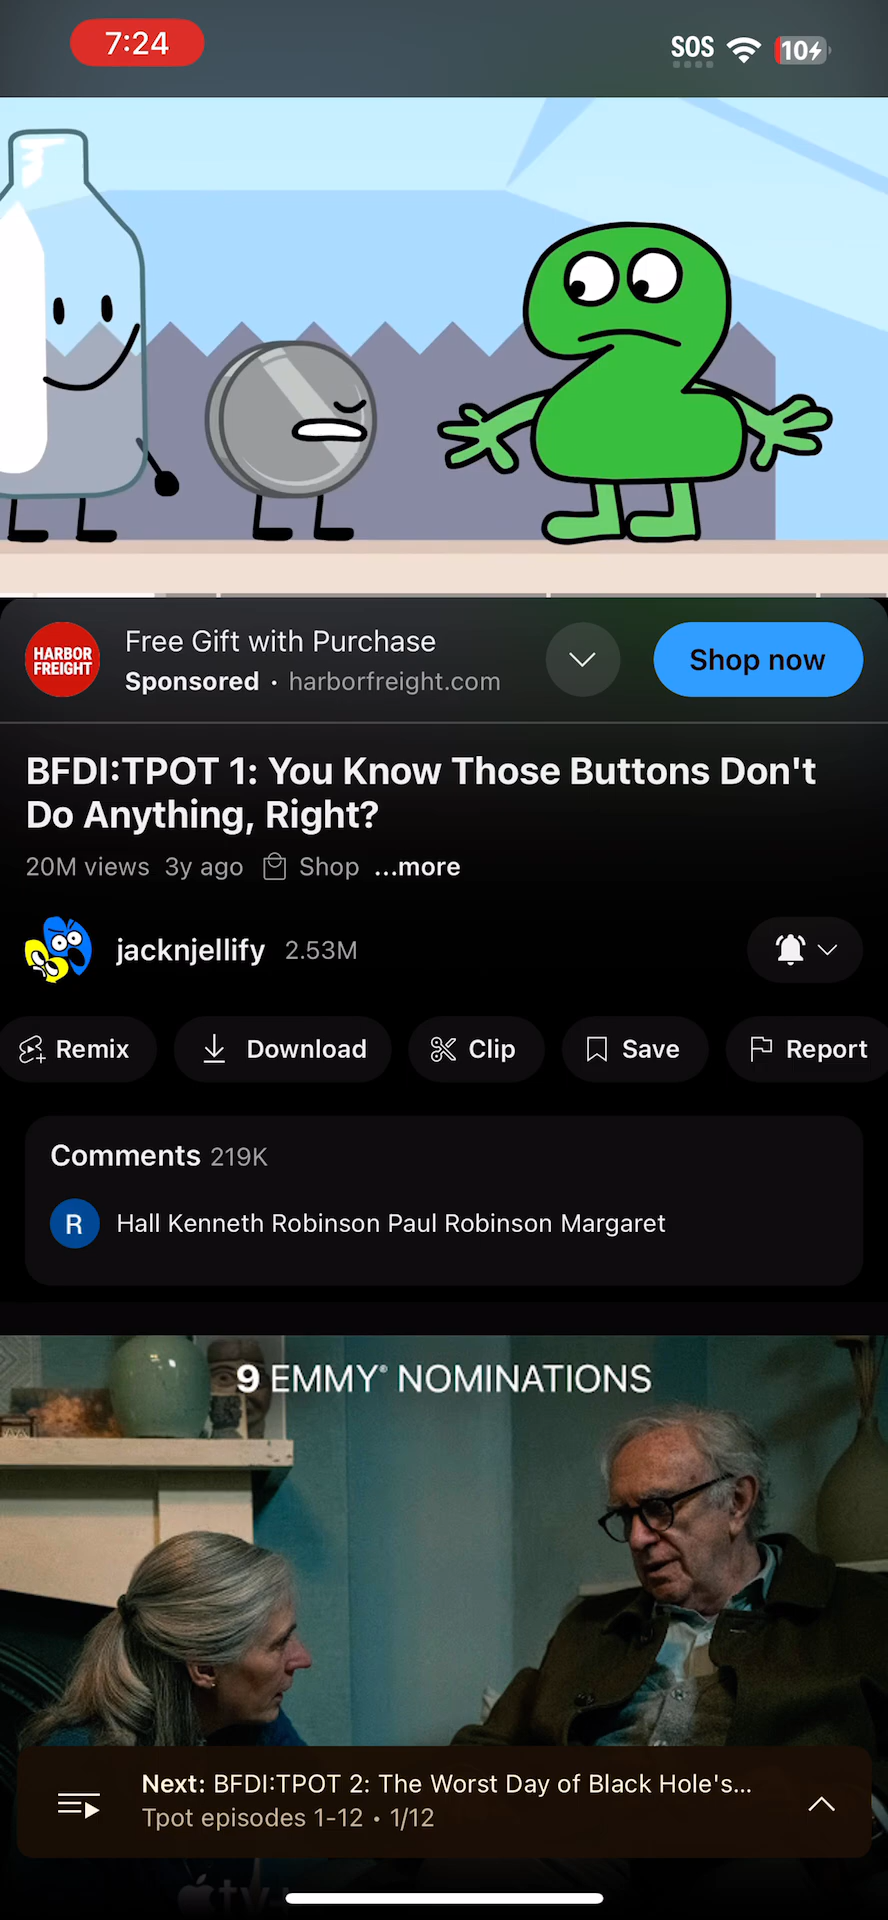 7:24
SOS
10
HARBOR
FREIGHT
Free Gift with Purchase
Sponsored · harborfreight.com
Shop now
BFDI:TPOT 1: You Know Those Buttons Don't
Do Anything, Right?
20M views 3y ago Shop ...more
jacknjellify 2.53M
Remix
Download
Clip
Save
Report
Comments 219K
R
Hall Kenneth Robinson Paul Robinson Margaret
9 EMMY® NOMINATIONS
Next: BFDI:TPOT 2: The Worst Day of Black Hole's...
Tpot episodes 1-12 • 1/12
tv